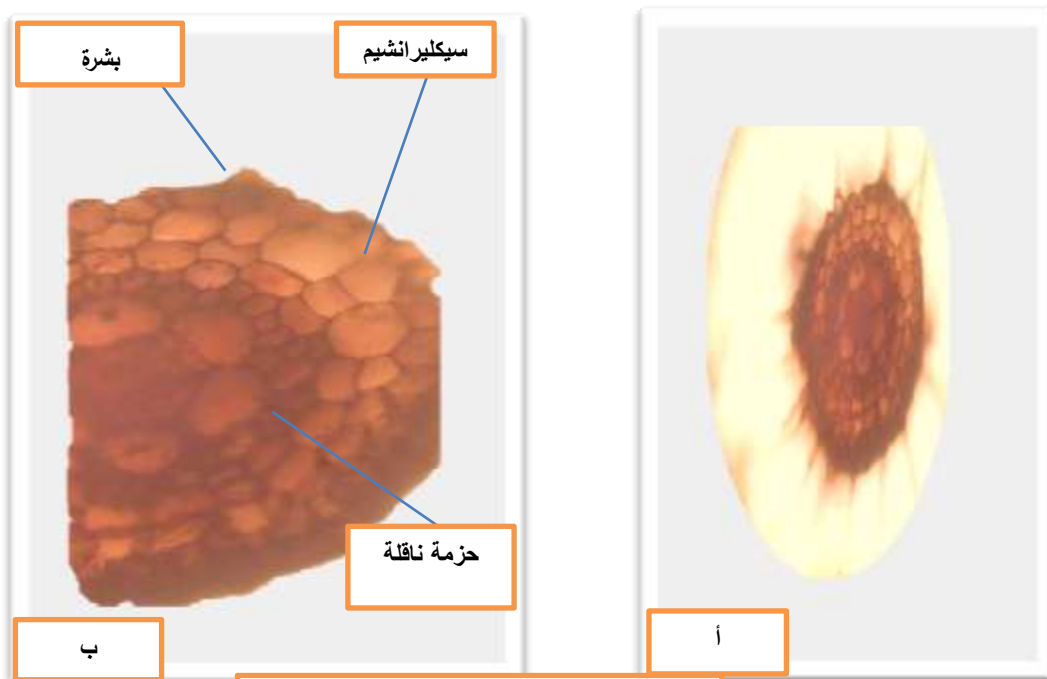 بشرة
سيكليرانشيم
حزمة ناقلة
ب
أ